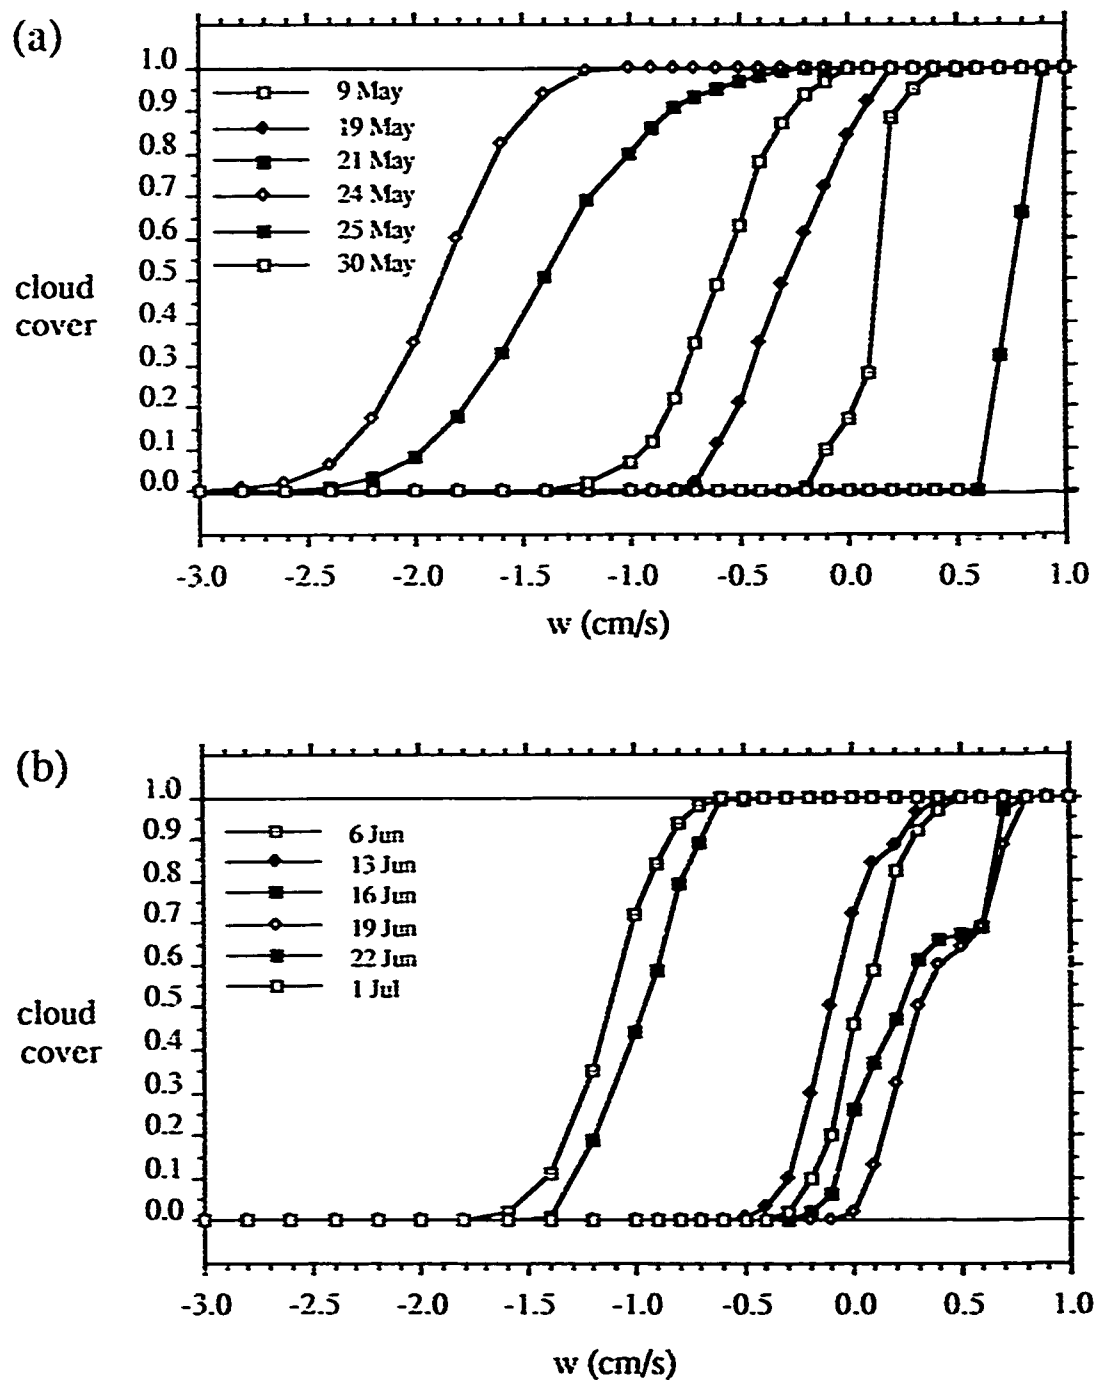 (a)
1.0
0.9
0.8
0.7
0.6
0.5
0.4
0.3
0.2
0.1
0.0
9 May
19 May
21 May
24 May
25 May
30 May
cloud
cover
-3.0 -2.5 -2.0 -1.5 -1.0 -0.5 0.0 0.5 1.0
w (cm/s)
(b)
1.0
0.9
0.8
0.7
0.6
0.5
0.4
0.3
0.2
0.1
0.0
6 Jun
13 Jun
16 Jun
19 Jun
22 Jun
1 Jul
cloud
cover
-3.0 -2.5 -2.0 -1.5 -1.0 -0.5 0.0 0.5 1.0
w (cm/s)